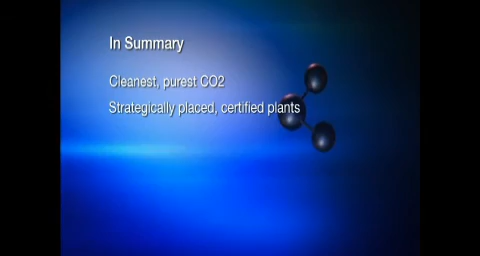 In Summary
Cleanest, purest CO2
Strategically placed, certified plants